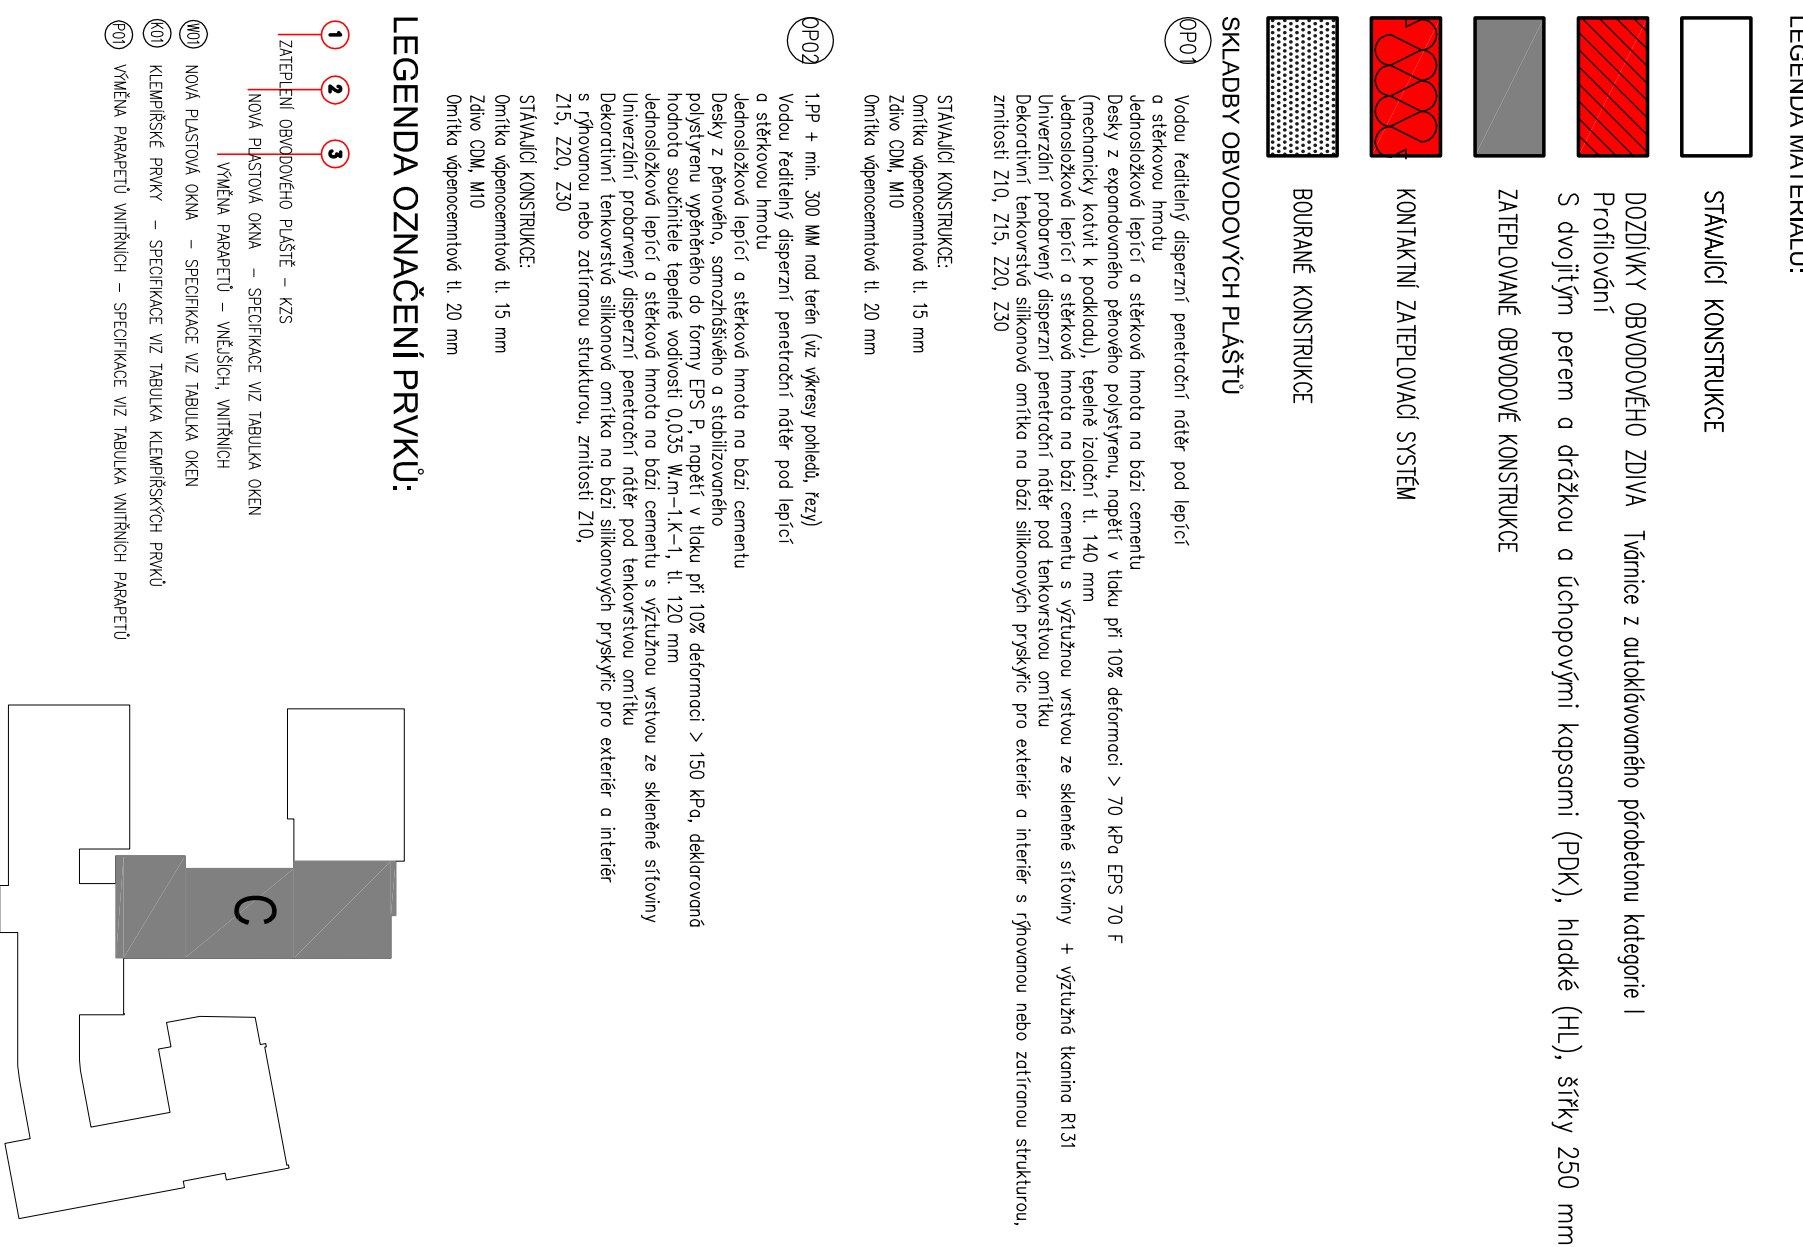 LEGENDA MATERIÁLŮ:
STÁVAJÍCÍ KONSTRUKCE
DOZDÍVKY OBVODOVÉHO ZDIVA Tvárnice z autoklávovaného pórobetonu kategorie I
Profilování
S dvojitým perem a drážkou a úchopovými kapsami (PDK), hladké (HL), šířky 250 mm
ZATEPLOVANÉ OBVODOVÉ KONSTRUKCE
KONTAKTNÍ ZATEPLOVACÍ SYSTÉM
BOURANÉ KONSTRUKCE
SKLADBY OBVODOVÝCH PLÁŠŤŮ
OP01
Vodou ředitelný disperzní penetrační nátěr pod lepící
a stěrkovou hmotu
Jednosložková lepící a stěrková hmota na bázi cementu
Desky z expandovaného pěnového polystyrenu, napětí v tlaku při 10% deformaci > 70 kPa EPS 70 F
(mechanicky kotvit k podkladu), tepelně izolační tl. 140 mm
Jednosložková lepící a stěrková hmota na bázi cementu s výztužnou vrstvou ze skleněné síťoviny + výztužná tkanina R131
Univerzální probarvený disperzní penetrační nátěr pod tenkovrstvou omítku
Dekorativní tenkovrstvá silikonová omítka na bázi silikonových pryskyřic pro exteriér a interiér s rýhovanou nebo zatíranou strukturou,
zrnitosti Z10, Z15, Z20, Z30
STÁVAJÍCÍ KONSTRUKCE:
Omítka vápenocemntová tl. 15 mm
Zdivo CDM, M10
Omítka vápenocemntová tl. 20 mm
OP02
1.PP + min. 300 MM nad terén (viz výkresy pohledů, řezy)
Vodou ředitelný disperzní penetrační nátěr pod lepící
a stěrkovou hmotu
Jednosložková lepící a stěrková hmota na bázi cementu
Desky z pěnového, samozhášivého a stabilizovaného
polystyrenu vypěněného do formy EPS P, napětí v tlaku při 10% deformaci > 150 kPa, deklarovaná
hodnota součinitele tepelné vodivosti 0,035 W.m-1.K-1, tl. 120 mm
Jednosložková lepící a stěrková hmota na bázi cementu s výztužnou vrstvou ze skleněné síťoviny
Univerzální probarvený disperzní penetrační nátěr pod tenkovrstvou omítku
Dekorativní tenkovrstvá silikonová omítka na bázi silikonových pryskyřic pro exteriér a interiér
s rýhovanou nebo zatíranou strukturou, zrnitosti Z10,
Z15, Z20, Z30
STÁVAJÍCÍ KONSTRUKCE:
Omítka vápenocemntová tl. 15 mm
Zdivo CDM, M10
Omítka vápenocemntová tl. 20 mm
LEGENDA OZNAČENÍ PRVKŮ:
1
ZATEPLENÍ OBVODOVÉHO PLÁŠTĚ - KZS
2
NOVÁ PLASTOVÁ OKNA - SPECIFIKACE VIZ TABULKA OKEN
3
VÝMĚNA PARAPETŮ - VNĚJŠÍCH, VNITŘNÍCH
W01 NOVÁ PLASTOVÁ OKNA - SPECIFIKACE VIZ TABULKA OKEN
K01 KLEMPÍŘSKÉ PRVKY - SPECIFIKACE VIZ TABULKA KLEMPÍŘSKÝCH PRVKŮ
P01 VÝMĚNA PARAPETŮ VNITŘNÍCH - SPECIFIKACE VIZ TABULKA VNITŘNÍCH PARAPETŮ
C